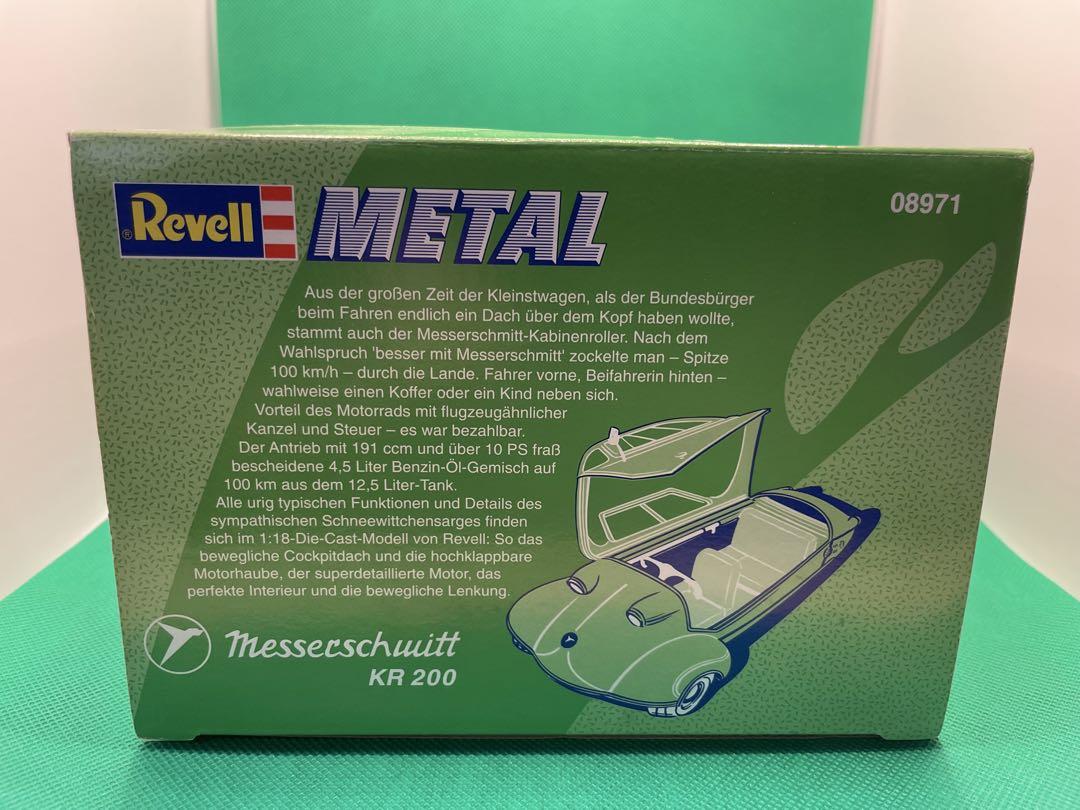 Revell METAL
®
08971
Aus der großen Zeit der Kleinstwagen, als der Bundesbürger
beim Fahren endlich ein Dach über dem Kopf haben wollte,
stammt auch der Messerschmitt-Kabinenroller. Nach dem
Wahlspruch 'besser mit Messerschmitt' zockelte man – Spitze
100 km/h – durch die Lande. Fahrer vorne, Beifahrerin hinten –
wahlweise einen Koffer oder ein Kind neben sich.
Vorteil des Motorrads mit flugzeugähnlicher
Kanzel und Steuer – es war bezahlbar.
Der Antrieb mit 191 ccm und über 10 PS fraß
bescheidene 4,5 Liter Benzin-Öl-Gemisch auf
100 km aus dem 12,5 Liter-Tank.
Alle urig typischen Funktionen und Details des
sympathischen Schneewittchensarges finden
sich im 1:18-Die-Cast-Modell von Revell: So das
bewegliche Cockpitdach und die hochklappbare
Motorhaube, der superdetaillierte Motor, das
perfekte Interieur und die bewegliche Lenkung.
Messerschmitt
KR 200